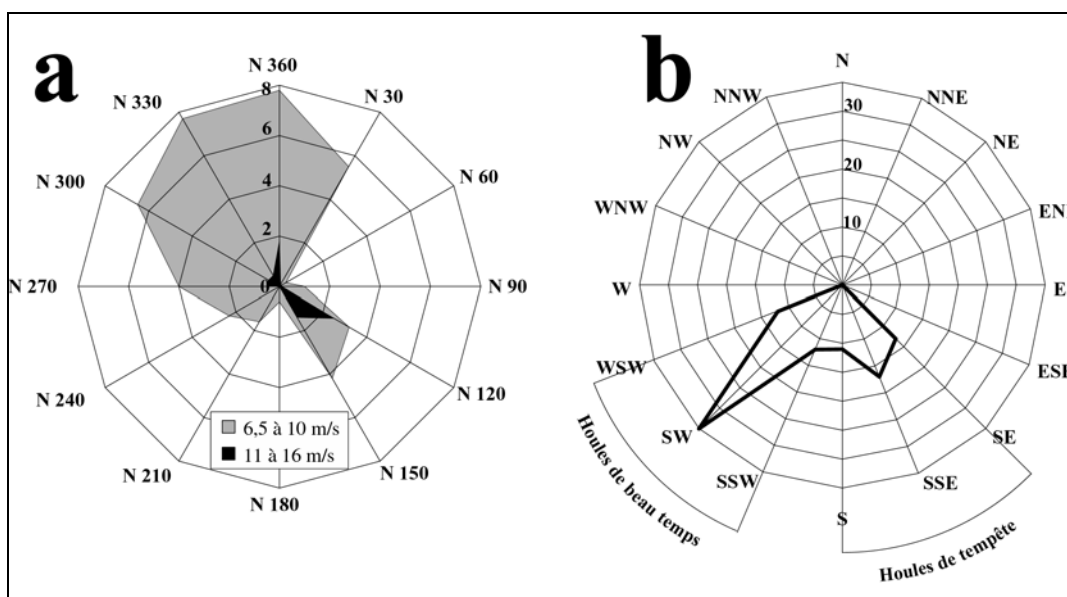 a
N 360
8
N 330
N 30
6
N 300
N 60
4
2
N 270
0
N 90
N 240
N 120
6,5 à 10 m/s
11 à 16 m/s
N 210
N 150
N 180
b
N
NNW
NNE
30
NW
NE
20
WNW
EN
10
W
E
WSW
ESE
SW
SE
SSW
SSE
S
Houles de beau temps
Houles de tempête